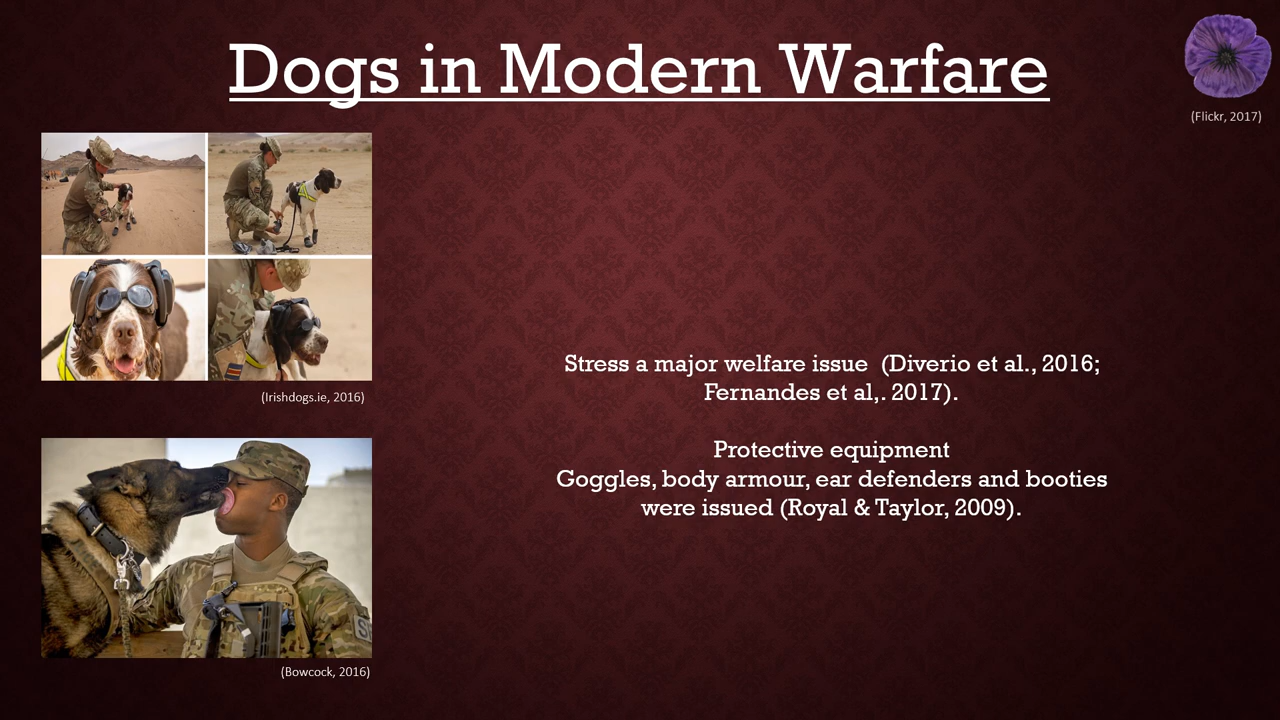 Dogs in Modern Warfare
(Flickr, 2017)
(Irishdogs.ie, 2016)
Stress a major welfare issue  (Diverio et al., 2016;
Fernandes et al,. 2017).
Protective equipment
Goggles, body armour, ear defenders and booties
were issued (Royal & Taylor, 2009).
(Bowcock, 2016)